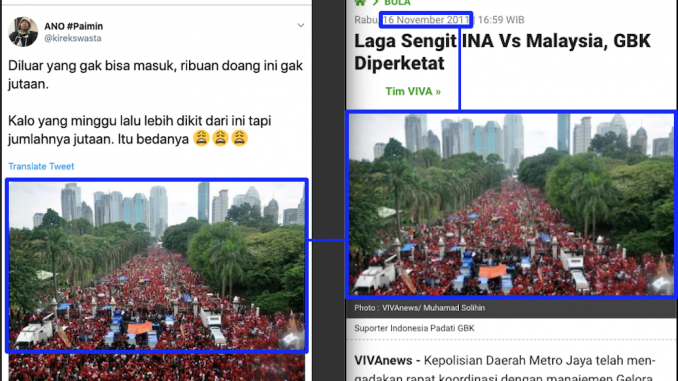 ANO #Paimin
@kirekswasta
Diluar yang gak bisa masuk, ribuan doang ini gak
jutaan.
Kalo yang minggu lalu lebih dikit dari ini tapi
jumlahnya jutaan. Itu bedanya 😩😩😩
Translate Tweet
BOLA
Rabu, 16 November 2011 | 16:59 WIB
Laga Sengit INA Vs Malaysia, GBK
Diperketat
Tim VIVA »
Photo : VIVAnews/ Muhamad Solihin
Suporter Indonesia Padati GBK
VIVAnews - Kepolisian Daerah Metro Jaya telah men-
gadakan rapat koordinasi dengan manajemen Gelora